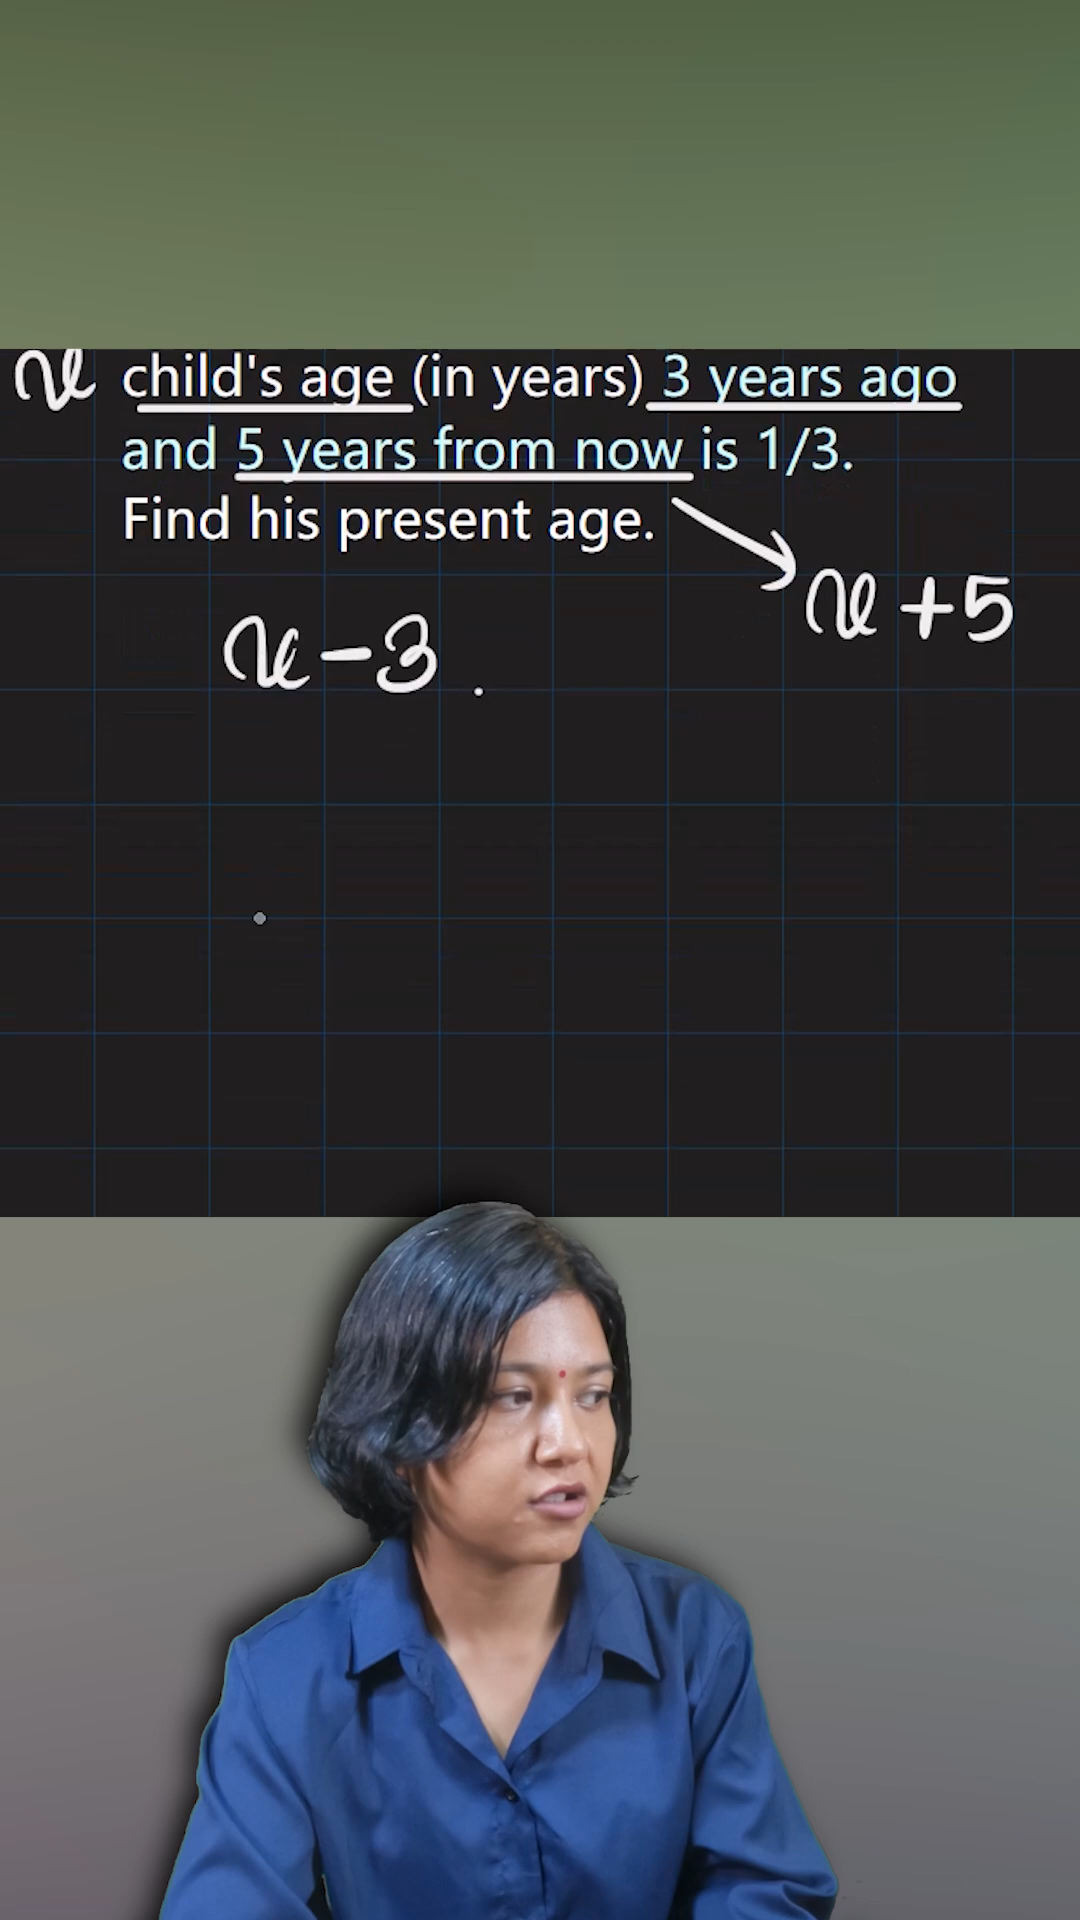 x child's age (in years) 3 years ago
and 5 years from now is 1/3.
Find his present age.
x + 5
x - 3